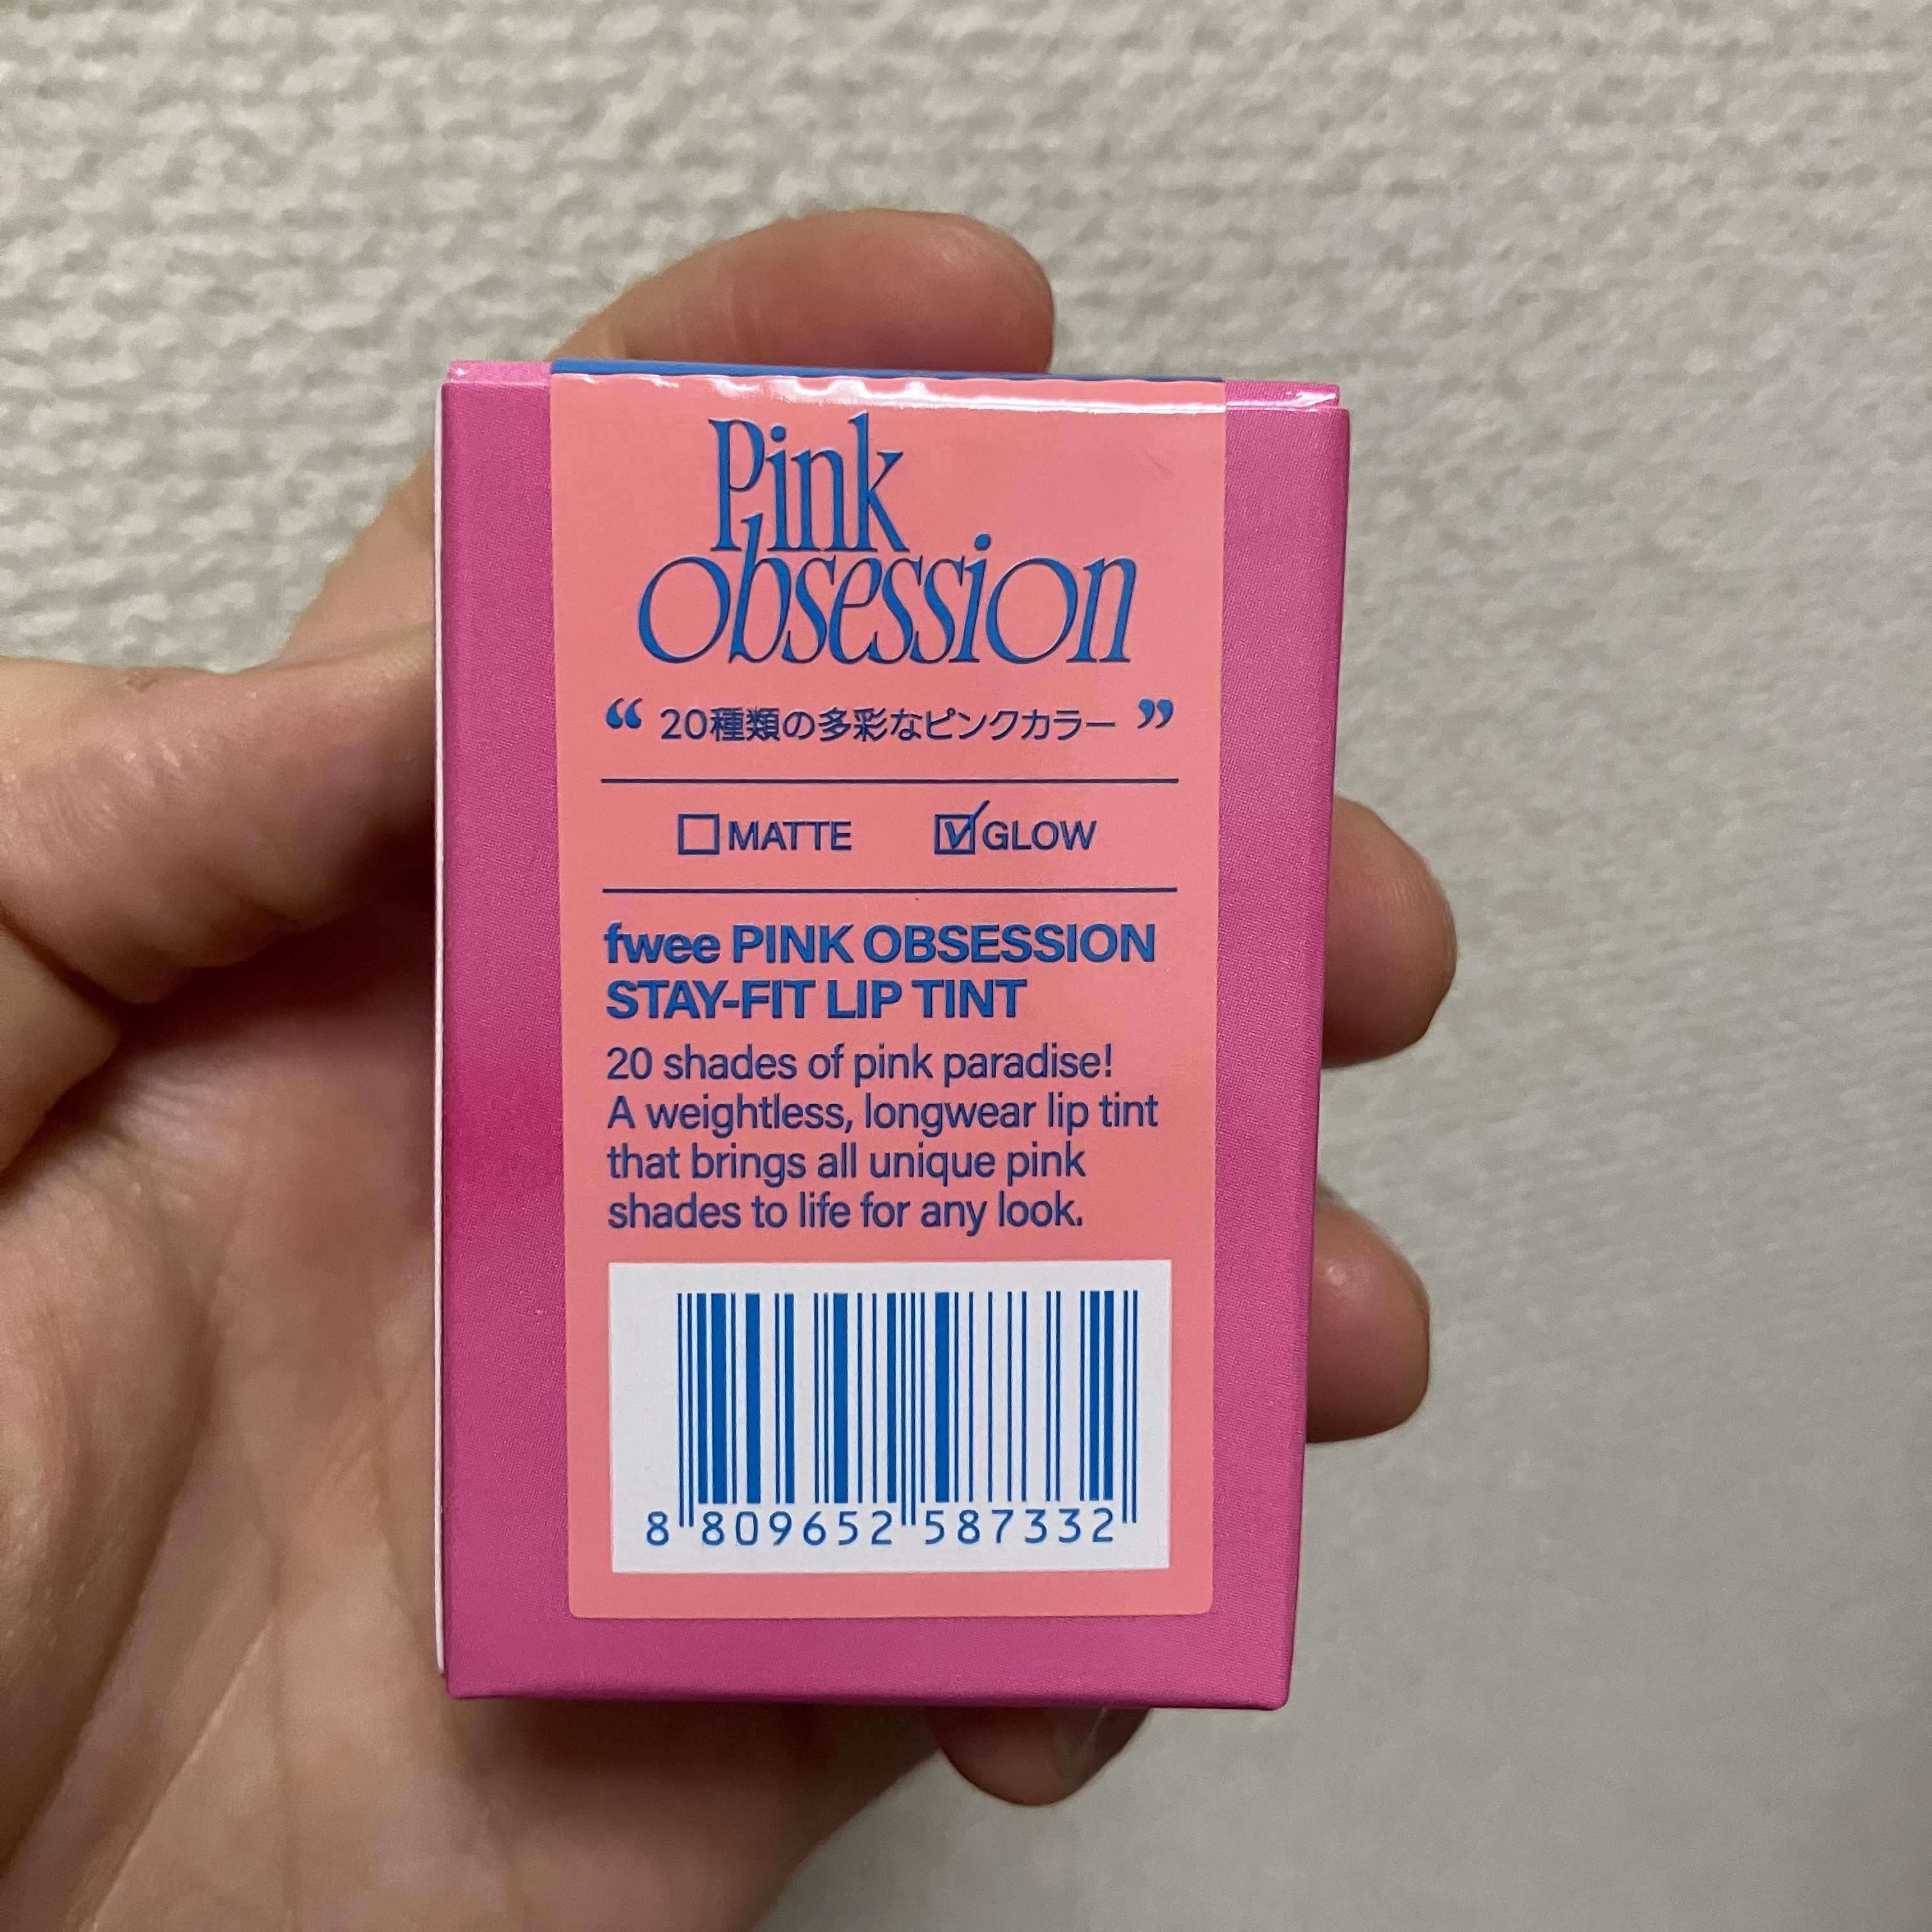 Pink
obsession
“ 20種類の多彩なピンクカラー ”
MATTE GLOW
fwee PINK OBSESSION
STAY-FIT LIP TINT
20 shades of pink paradise!
A weightless, longwear lip tint
that brings all unique pink
shades to life for any look.
8 809652 587332